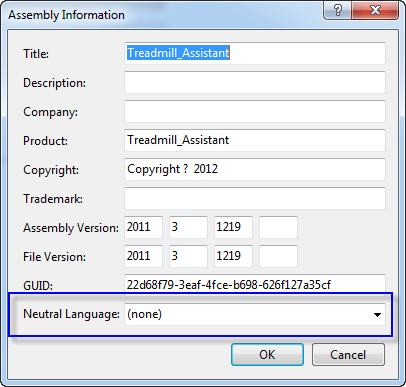 Assembly Information
Title: Treadmill_Assistant
Description:
Company:
Product: Treadmill_Assistant
Copyright: Copyright ? 2012
Trademark:
Assembly Version: 2011 3 1219
File Version: 2011 3 1219
GUID: 22d68f79-3eaf-4fce-b698-626f127a35cf
Neutral Language: (none)
OK Cancel